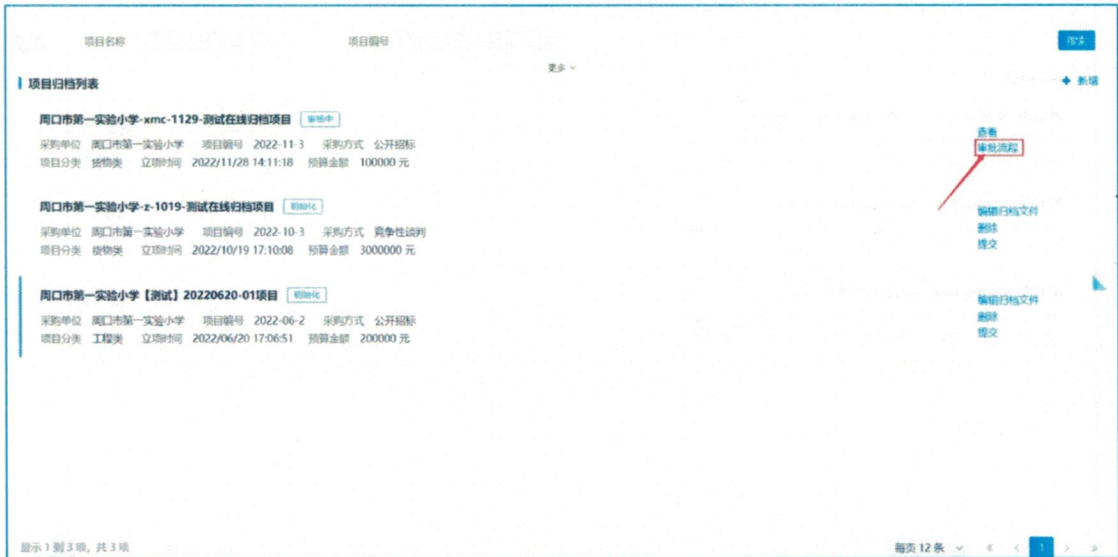 项目名称 项目编号
更多
项目归档列表 新增
周口市第一实验小学-xmc-1129-测试在线归档项目 审核中
查看
采购单位 周口市第一实验小学 项目编号 2022-11-3 采购方式 公开招标
审批流程
项目分类 货物类 立项时间 2022/11/28 14:11:18 预算金额 100000 元
周口市第一实验小学-z-1019-测试在线归档项目 初始化
编辑归档文件
采购单位 周口市第一实验小学 项目编号 2022-10-3 采购方式 竞争性谈判
删除
项目分类 货物类 立项时间 2022/10/19 17:10:08 预算金额 3000000 元
提交
周口市第一实验小学【测试】20220620-01项目 初始化
编辑归档文件
采购单位 周口市第一实验小学 项目编号 2022-06-2 采购方式 公开招标
删除
项目分类 工程类 立项时间 2022/06/20 17:06:51 预算金额 200000 元
提交
显示 1 到 3 项, 共 3 项 每页 12 条 1